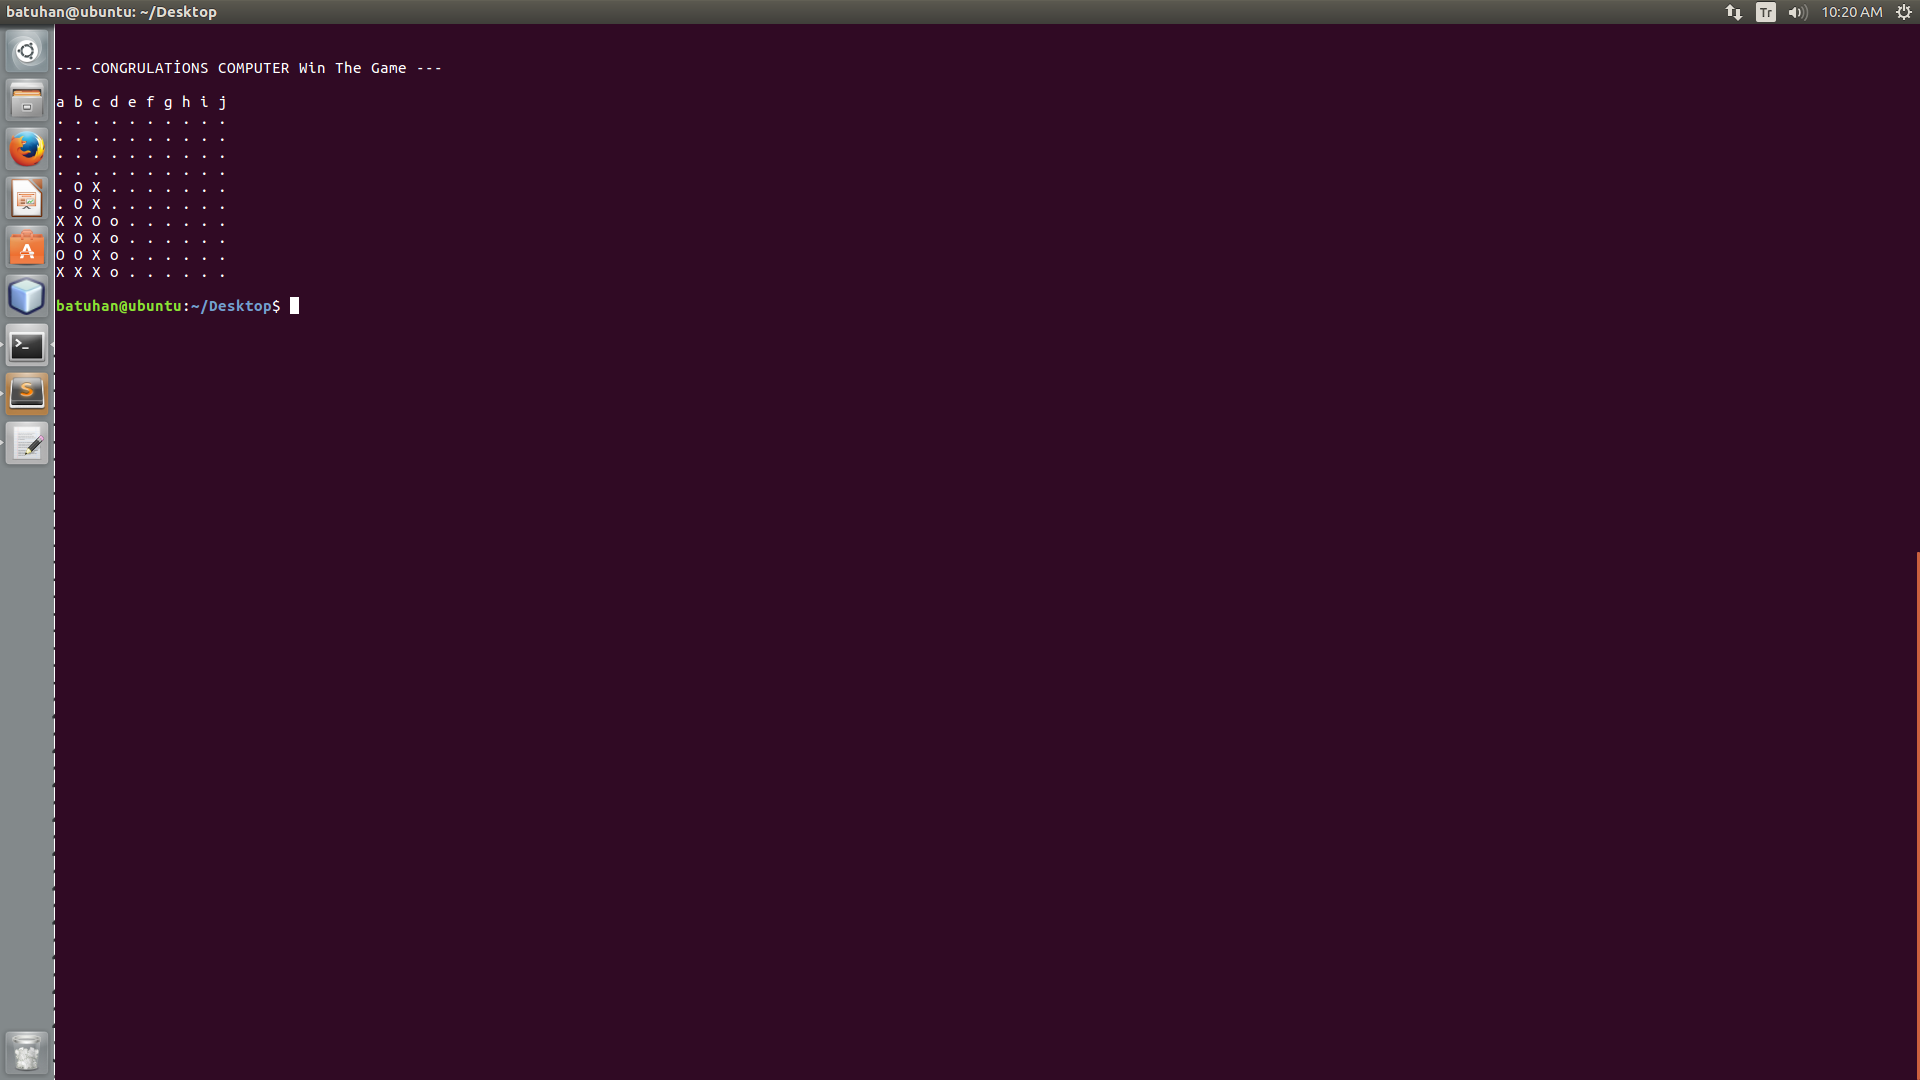 batuhan@ubuntu: ~/Desktop
Tr
10:20 AM
--- CONGRULATİONS COMPUTER Win The Game ---
a b c d e f g h i j
. . . . . . . . . .
. . . . . . . . . .
. . . . . . . . . .
. . . . . . . . . .
. O X . . . . . . .
. O X . . . . . . .
X X O o . . . . . .
X O X o . . . . . .
O O X o . . . . . .
X X X o . . . . . .
batuhan@ubuntu:~/Desktop$